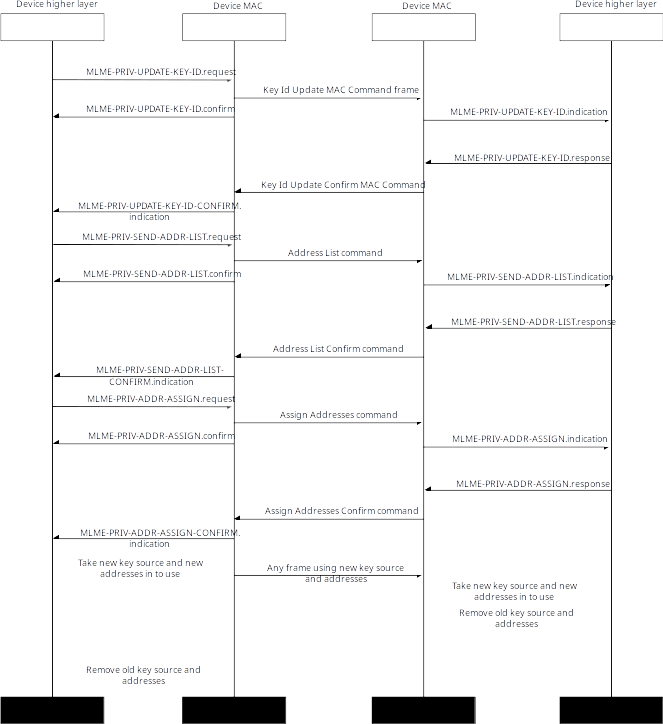 Device higher layer
Device MAC
Device MAC
Device higher layer
MLME-PRIV-UPDATE-KEY-ID.request
Key Id Update MAC Command frame
MLME-PRIV-UPDATE-KEY-ID.confirm
MLME-PRIV-UPDATE-KEY-ID.indication
MLME-PRIV-UPDATE-KEY-ID.response
Key Id Update Confirm MAC Command
MLME-PRIV-UPDATE-KEY-ID-CONFIRM.
indication
MLME-PRIV-SEND-ADDR-LIST.request
Address List command
MLME-PRIV-SEND-ADDR-LIST.confirm
MLME-PRIV-SEND-ADDR-LIST.indication
MLME-PRIV-SEND-ADDR-LIST.response
Address List Confirm command
MLME-PRIV-SEND-ADDR-LIST-
CONFIRM.indication
MLME-PRIV-ADDR-ASSIGN.request
Assign Addresses command
MLME-PRIV-ADDR-ASSIGN.confirm
MLME-PRIV-ADDR-ASSIGN.indication
MLME-PRIV-ADDR-ASSIGN.response
Assign Addresses Confirm command
MLME-PRIV-ADDR-ASSIGN-CONFIRM.
indication
Take new key source and new
addresses in to use
Any frame using new key source
and addresses
Take new key source and new
addresses in to use
Remove old key source and
addresses
Remove old key source and
addresses